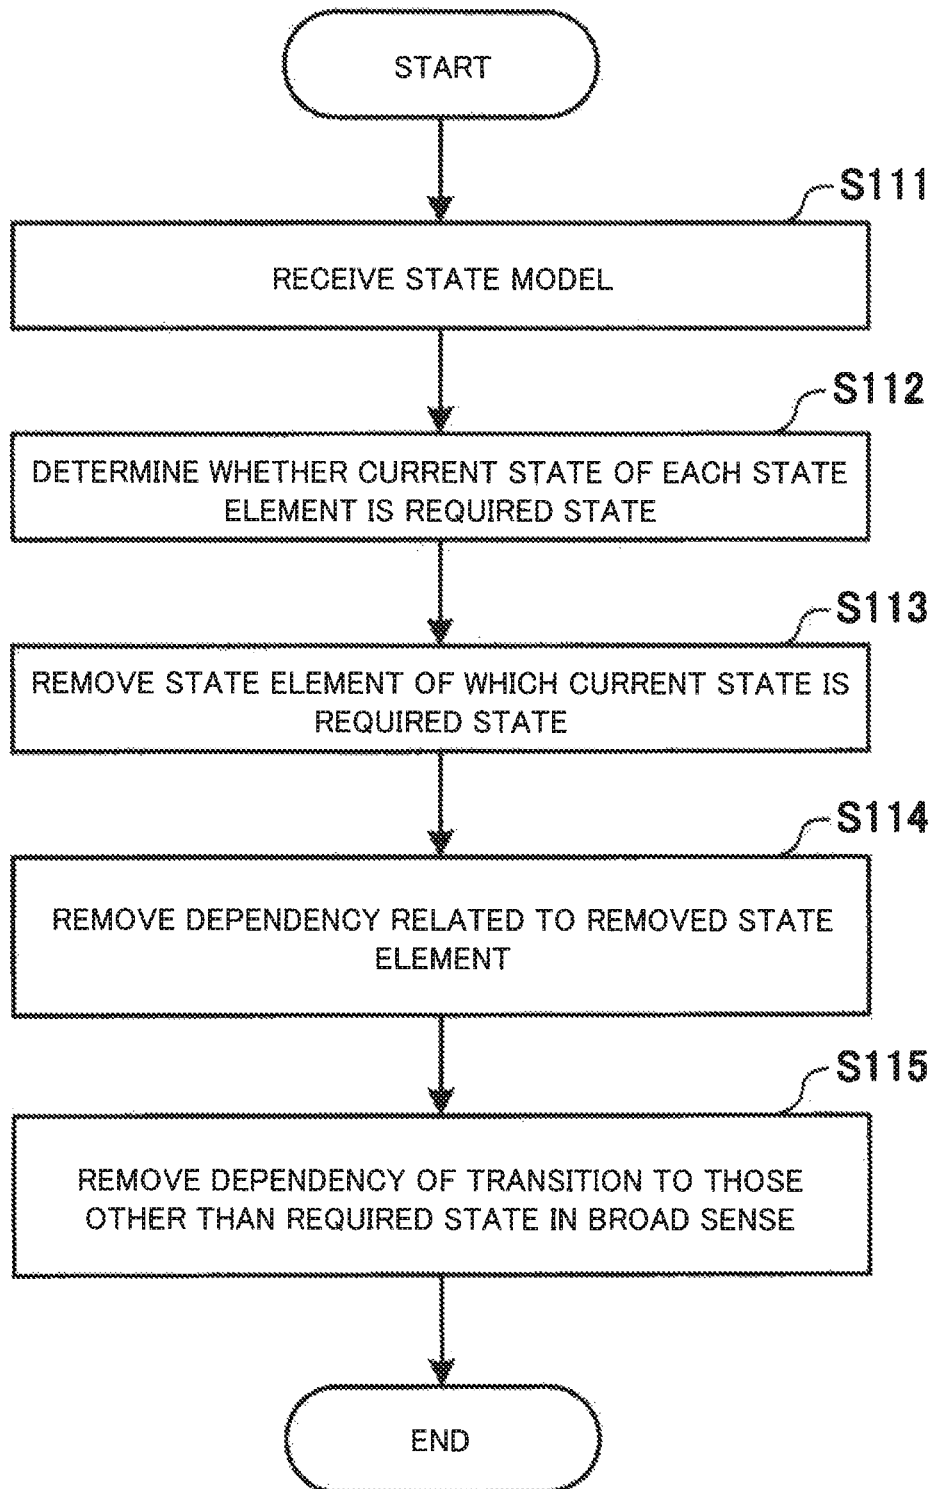 START
S111
RECEIVE STATE MODEL
S112
DETERMINE WHETHER CURRENT STATE OF EACH STATE
ELEMENT IS REQUIRED STATE
S113
REMOVE STATE ELEMENT OF WHICH CURRENT STATE IS
REQUIRED STATE
S114
REMOVE DEPENDENCY RELATED TO REMOVED STATE
ELEMENT
S115
REMOVE DEPENDENCY OF TRANSITION TO THOSE
OTHER THAN REQUIRED STATE IN BROAD SENSE
END